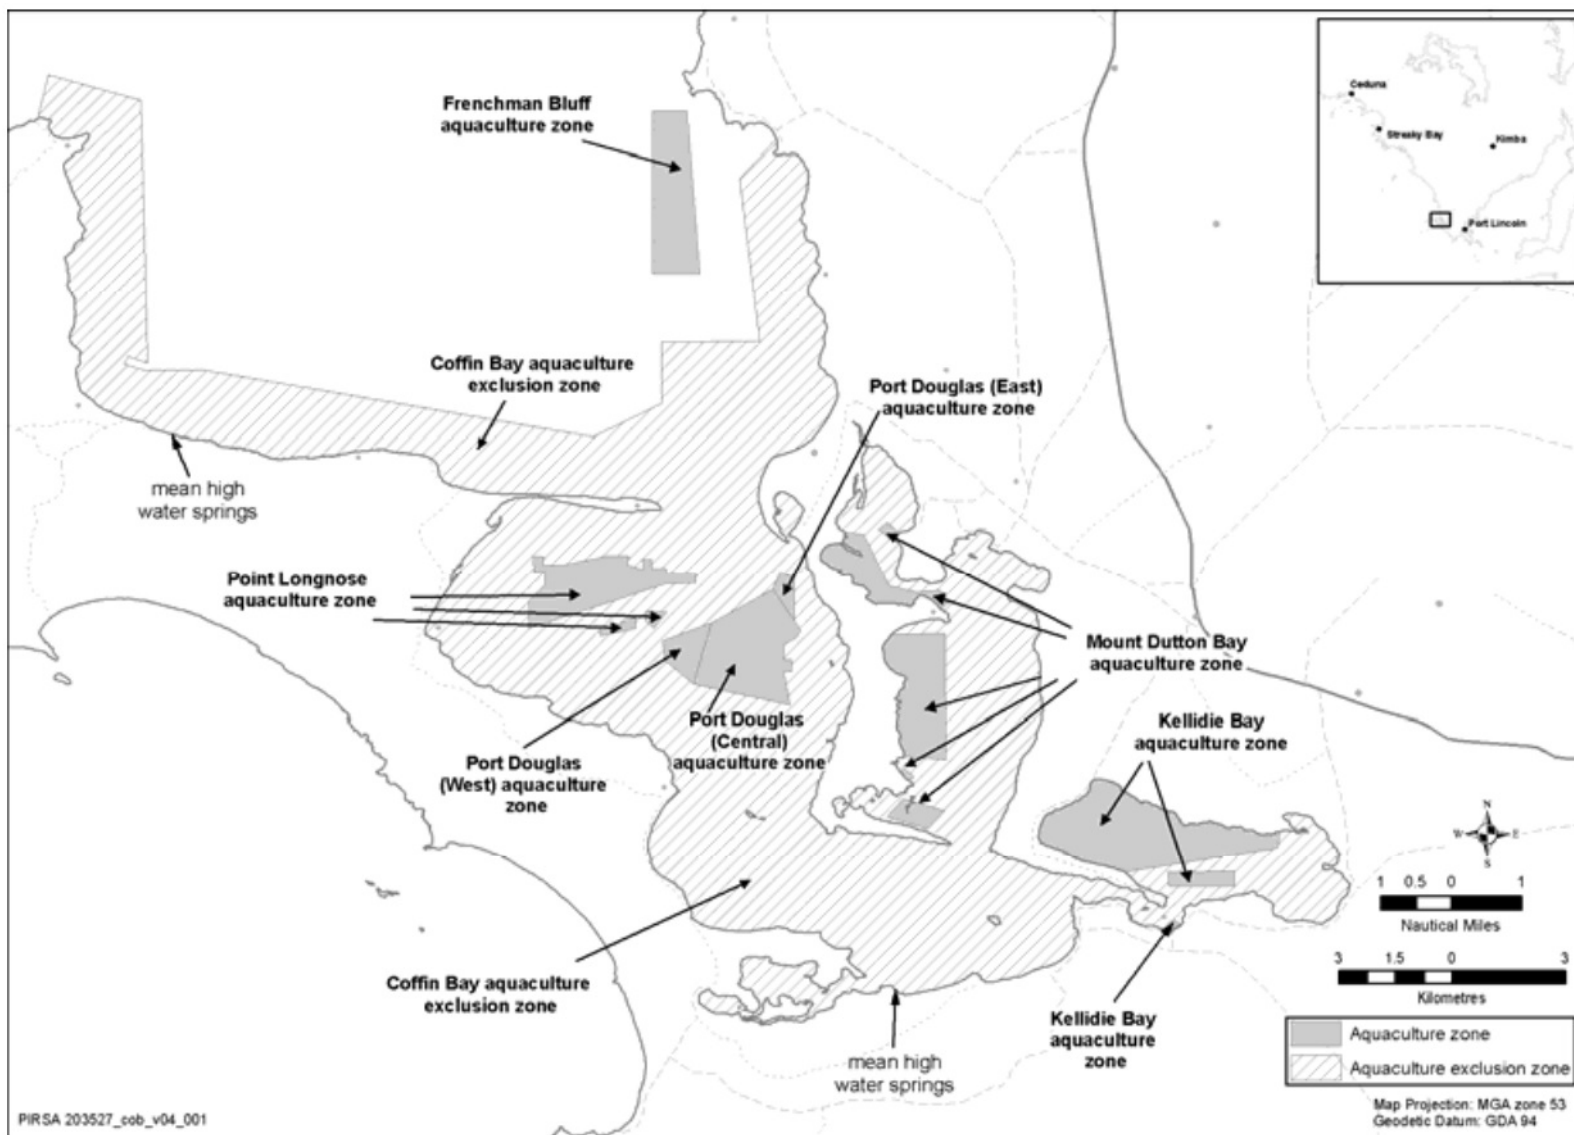 Frenchman Bluff
aquaculture zone
Ceduna
Streaky Bay
Kimba
Port Lincoln
Coffin Bay aquaculture
exclusion zone
Port Douglas (East)
aquaculture zone
mean high
water springs
Point Longnose
aquaculture zone
Mount Dutton Bay
aquaculture zone
Port Douglas
(Central)
aquaculture zone
Kellidie Bay
aquaculture zone
Port Douglas
(West) aquaculture
zone
N
W
E
S
1 0.5 0 1
Nautical Miles
3 1.5 0 3
Kilometres
Coffin Bay aquaculture
exclusion zone
Kellidie Bay
aquaculture
zone
mean high
water springs
Aquaculture zone
Aquaculture exclusion zone
PIRSA 203527_cob_v04_001
Map Projection: MGA zone 53
Geodetic Datum: GDA 94